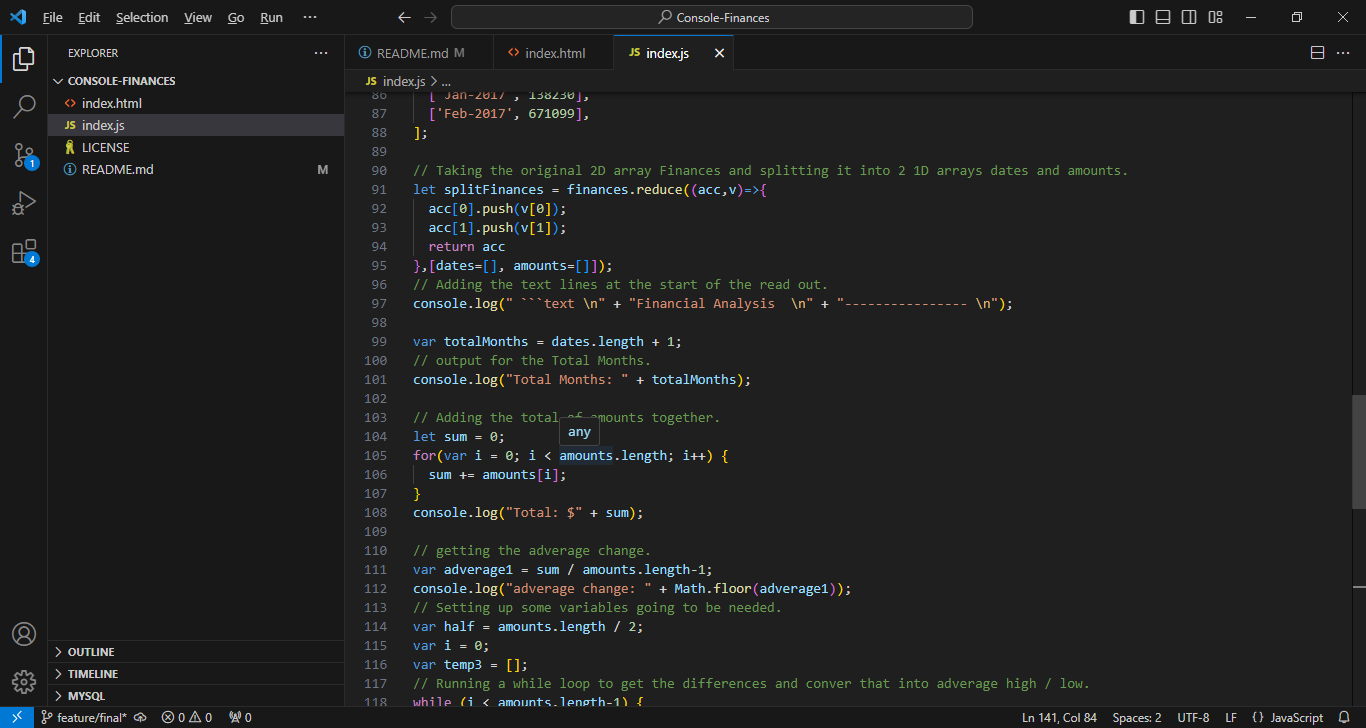 File Edit Selection View Go Run ··· Console-Finances
EXPLORER
CONSOLE-FINANCES
<> index.html
JS index.js
LICENSE
README.md M
1
4
OUTLINE
TIMELINE
MYSQL
README.md M
<> index.html
JS index.js
JS index.js > ...
86 ['Jan-2017', 138230],
87 ['Feb-2017', 671099],
88 ];
89
90 // Taking the original 2D array Finances and splitting it into 2 1D arrays dates and amounts.
91 let splitFinances = finances.reduce((acc,v)=>{
92 acc[0].push(v[0]);
93 acc[1].push(v[1]);
94 return acc
95 },[dates=[], amounts=[]]);
96 // Adding the text lines at the start of the read out.
97 console.log(" ```text \n" + "Financial Analysis  \n" + "---------------- \n");
98
99 var totalMonths = dates.length + 1;
100 // output for the Total Months.
101 console.log("Total Months: " + totalMonths);
102
103 // Adding the total of amounts together.
any
104 let sum = 0;
105 for(var i = 0; i < amounts.length; i++) {
106 sum += amounts[i];
107 }
108 console.log("Total: $" + sum);
109
110 // getting the adverage change.
111 var adverage1 = sum / amounts.length-1;
112 console.log("adverage change: " + Math.floor(adverage1));
113 // Setting up some variables going to be needed.
114 var half = amounts.length / 2;
115 var i = 0;
116 var temp3 = [];
117 // Running a while loop to get the differences and conver that into adverage high / low.
118 while (i < amounts.length-1) {
feature/final* 0 0 0 Ln 141, Col 84 Spaces: 2 UTF-8 LF {} JavaScript